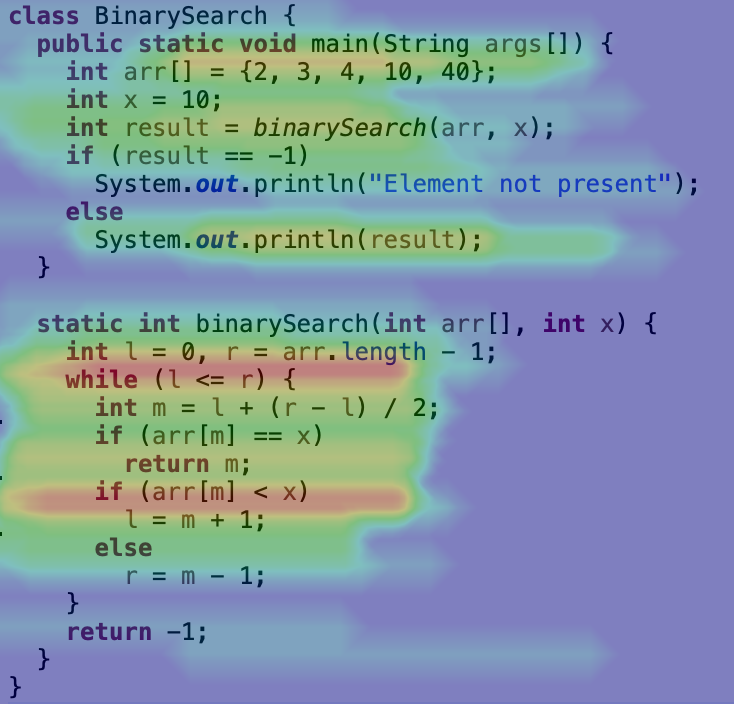 class BinarySearch {
  public static void main(String args[]) {
    int arr[] = {2, 3, 4, 10, 40};
    int x = 10;
    int result = binarySearch(arr, x);
    if (result == -1)
      System.out.println("Element not present");
    else
      System.out.println(result);
  }

  static int binarySearch(int arr[], int x) {
    int l = 0, r = arr.length - 1;
    while (l <= r) {
      int m = l + (r - l) / 2;
      if (arr[m] == x)
        return m;
      if (arr[m] < x)
        l = m + 1;
      else
        r = m - 1;
    }
    return -1;
  }
}